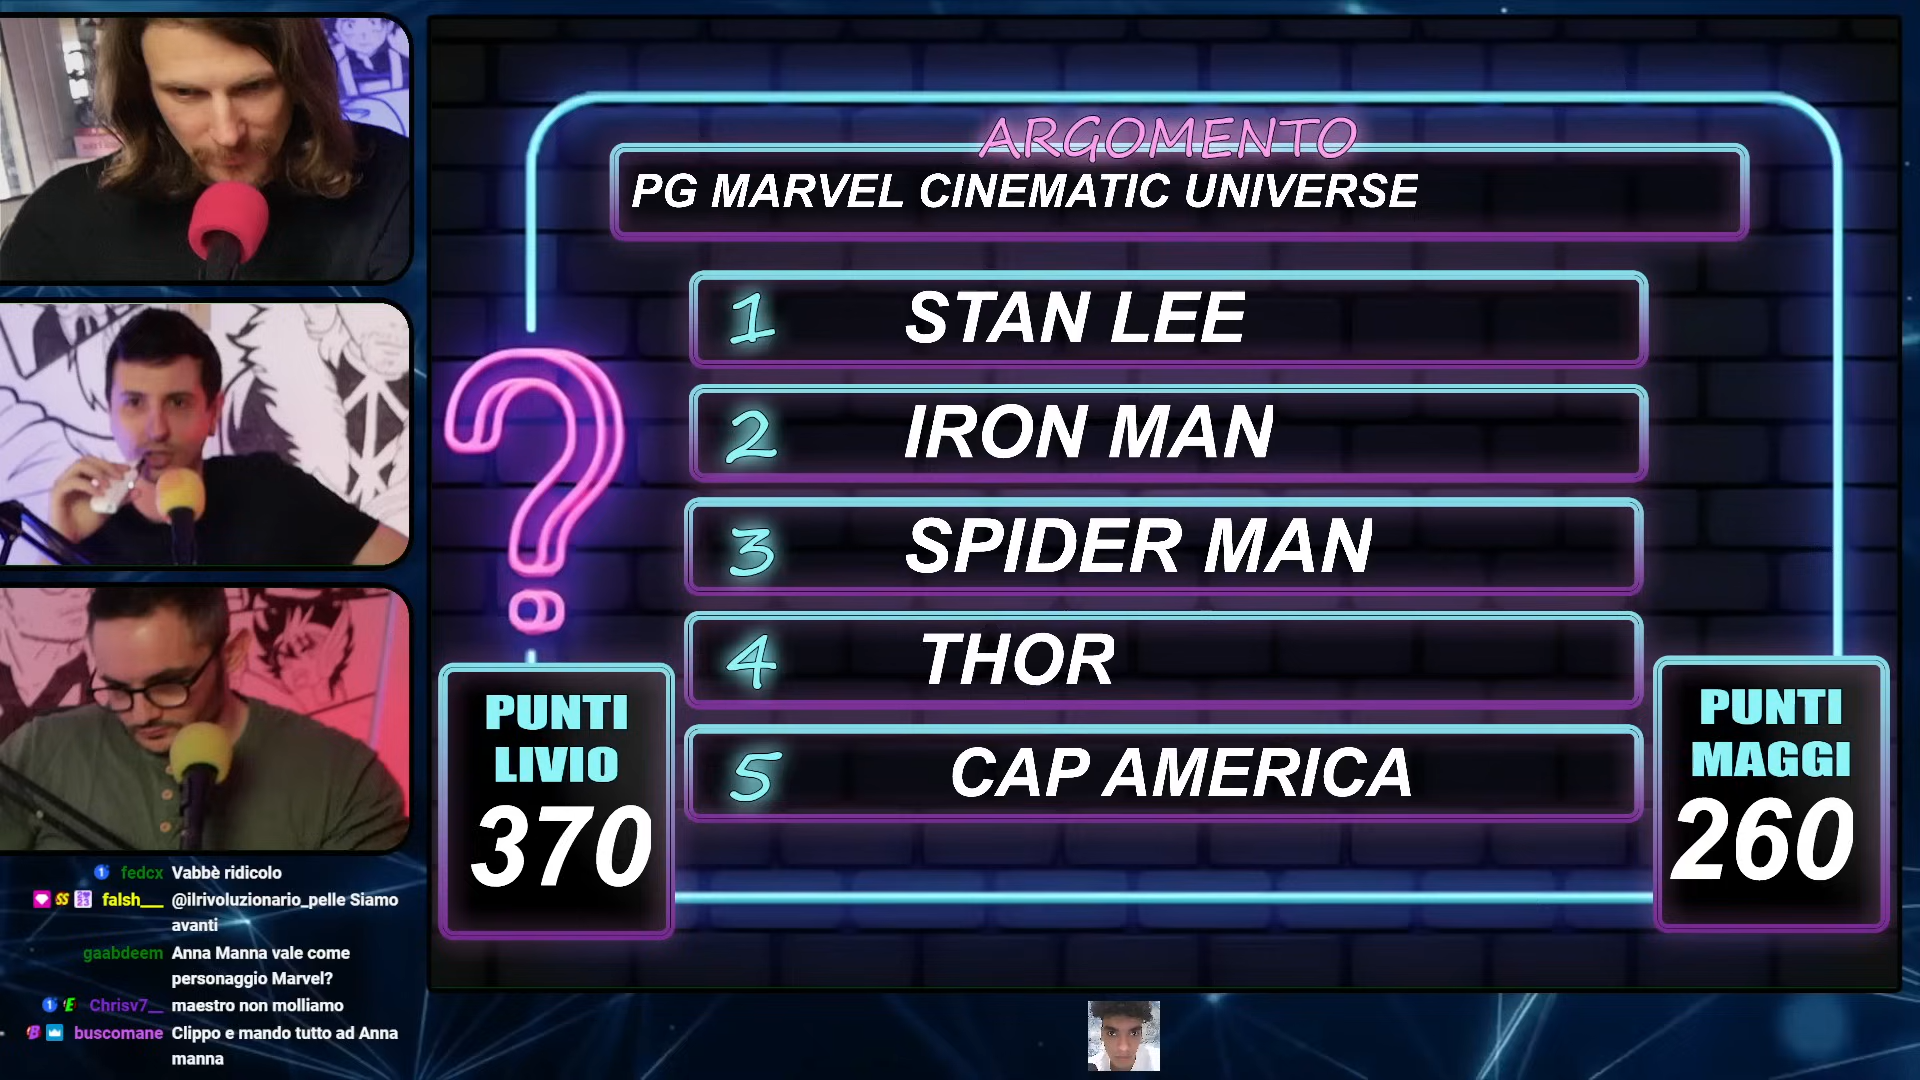 ARGOMENTO
PG MARVEL CINEMATIC UNIVERSE
1 STAN LEE
2 IRON MAN
3 SPIDER MAN
4 THOR
5 CAP AMERICA
PUNTI
LIVIO
370
PUNTI
MAGGI
260
fedcx Vabbè ridicolo
falsh___ @ilrivoluzionario_pelle Siamo
avanti
gaabdeem Anna Manna vale come
personaggio Marvel?
Chrisv7__ maestro non molliamo
buscomane Clippo e mando tutto ad Anna
manna